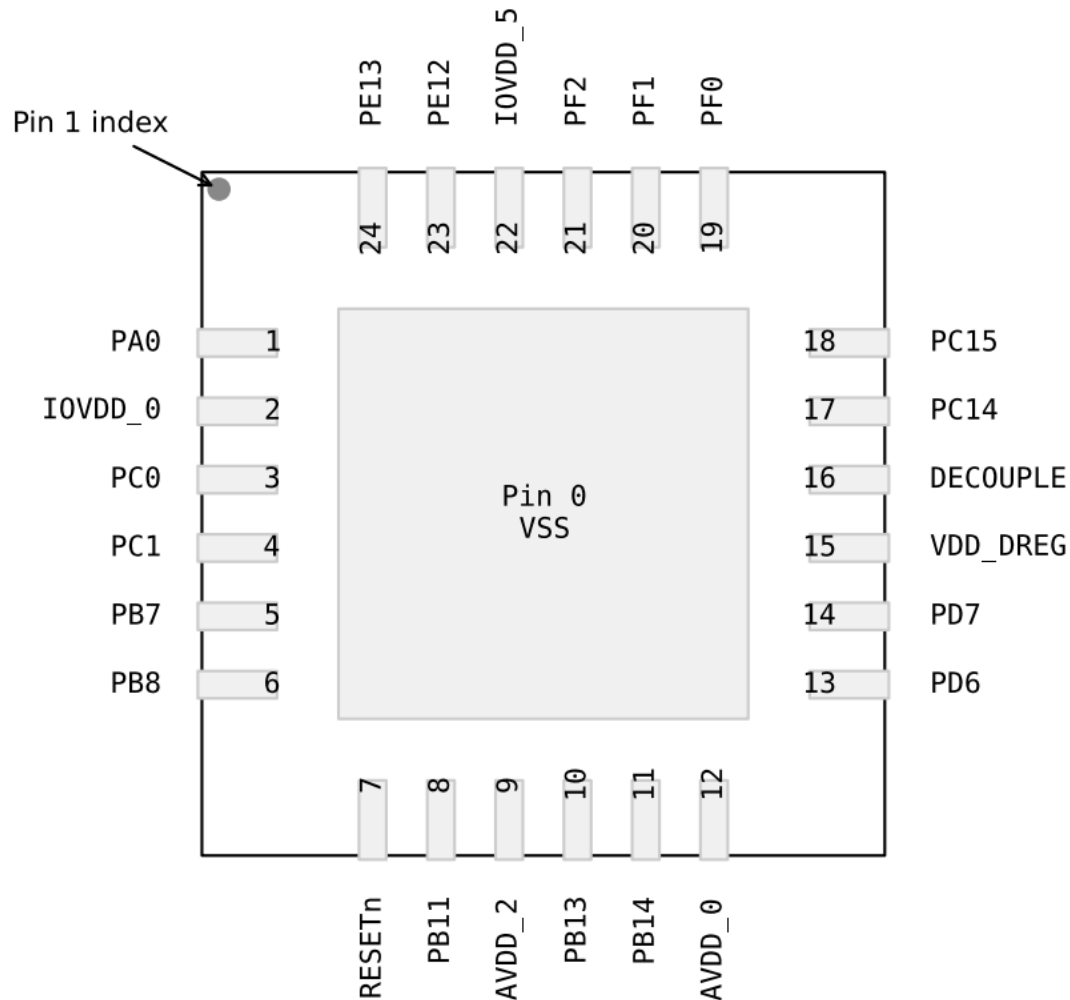 PE13 PE12 IOVDD_5 PF2 PF1 PF0
Pin 1 index
24 23 22 21 20 19
PA0 1 18 PC15
IOVDD_0 2 17 PC14
PC0 3 16 DECOUPLE
Pin 0
VSS
PC1 4 15 VDD_DREG
PB7 5 14 PD7
PB8 6 13 PD6
7 8 9 10 11 12
RESETn PB11 AVDD_2 PB13 PB14 AVDD_0